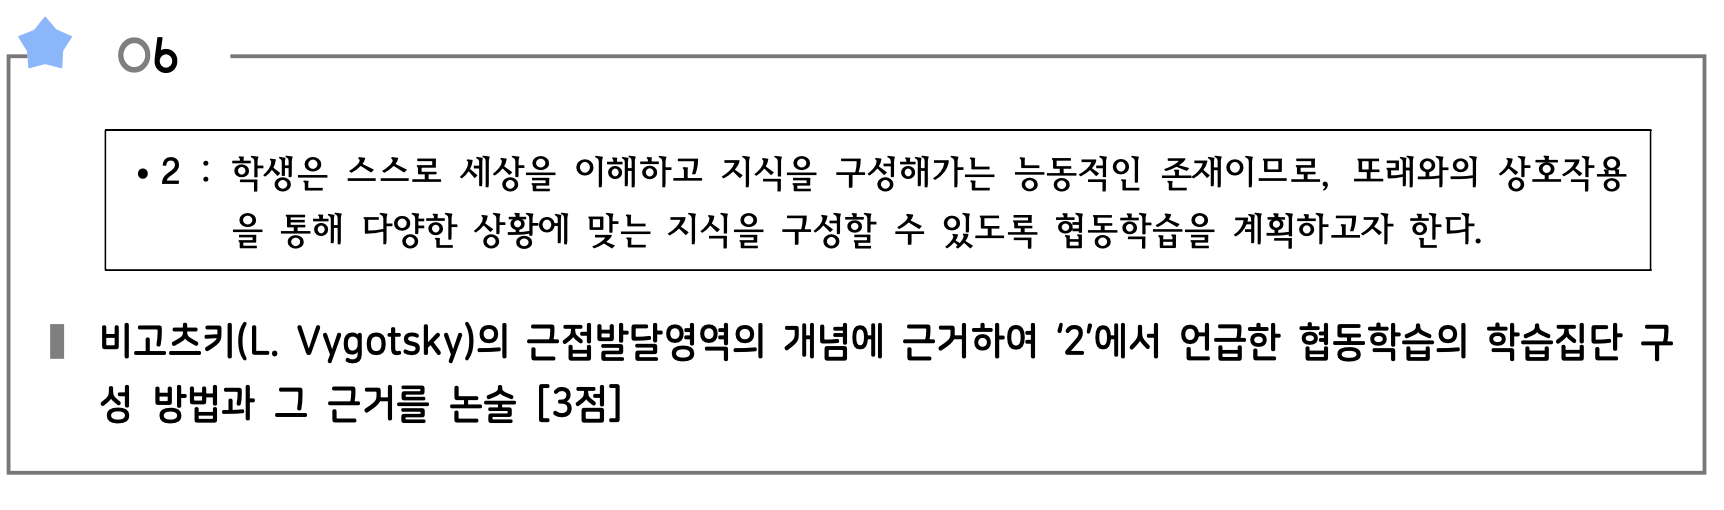 06
• 2 : 학생은 스스로 세상을 이해하고 지식을 구성해가는 능동적인 존재이므로, 또래와의 상호작용
을 통해 다양한 상황에 맞는 지식을 구성할 수 있도록 협동학습을 계획하고자 한다.
비고츠키(L. Vygotsky)의 근접발달영역의 개념에 근거하여 ‘2’에서 언급한 협동학습의 학습집단 구
성 방법과 그 근거를 논술 [3점]